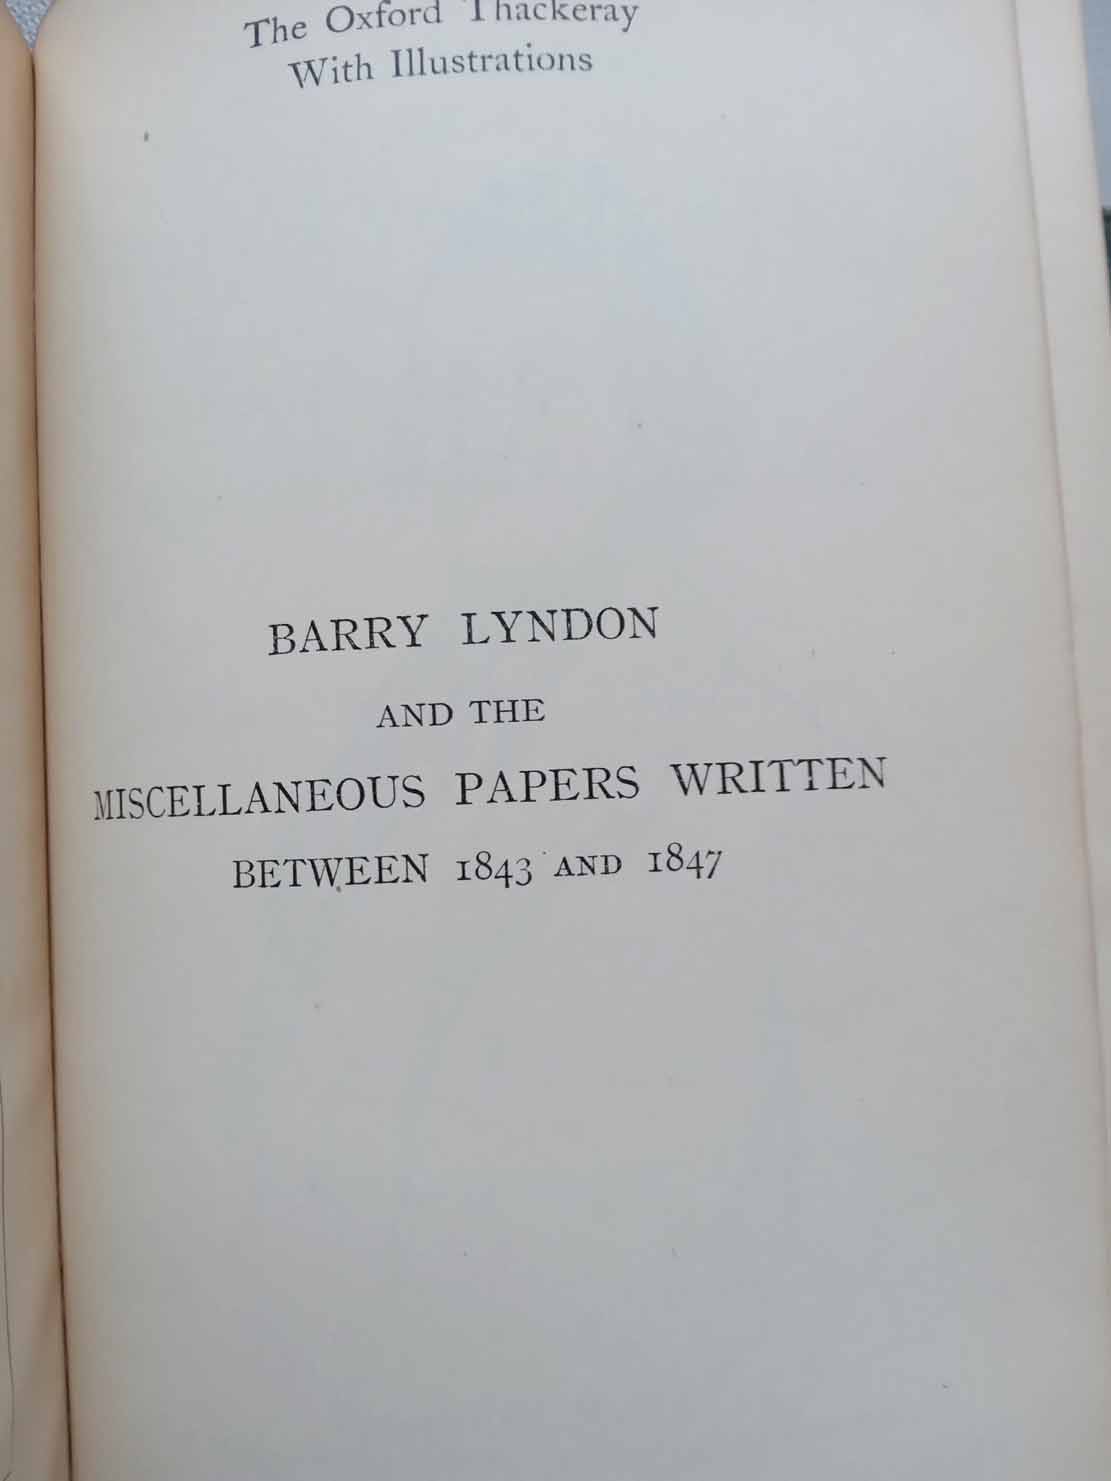 The Oxford Thackeray
With Illustrations
BARRY LYNDON
AND THE
MISCELLANEOUS PAPERS WRITTEN
BETWEEN 1843 AND 1847